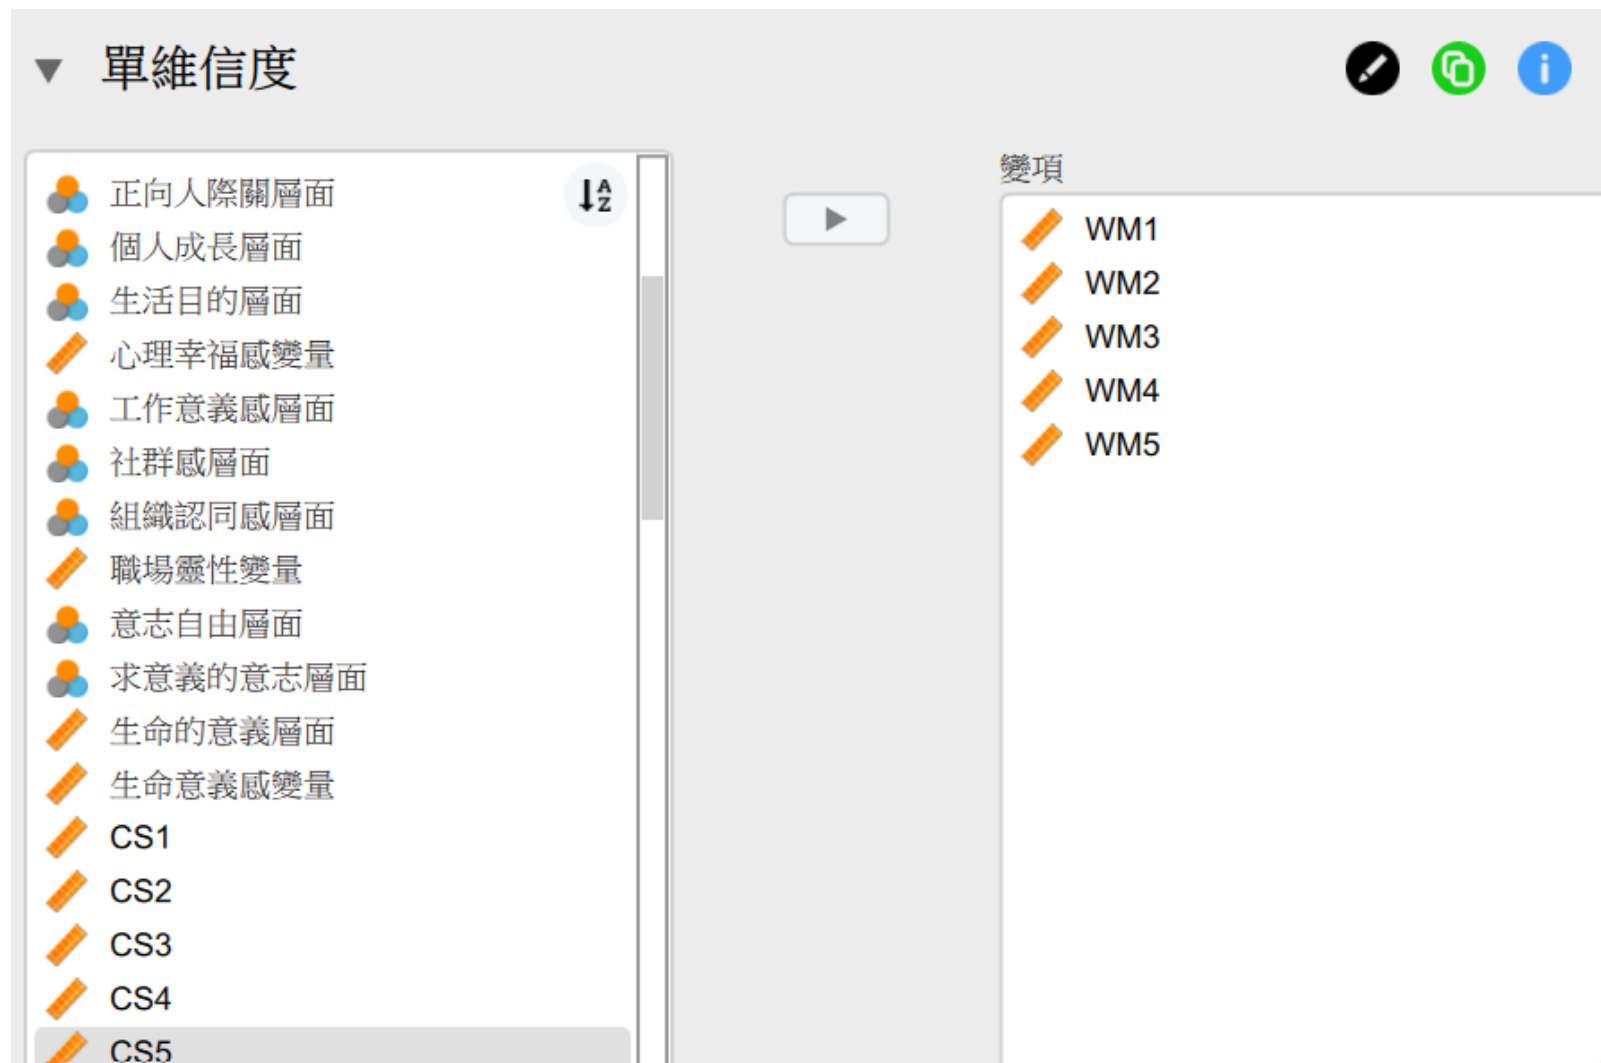 單維信度
正向人際關層面
個人成長層面
生活目的層面
心理幸福感變量
工作意義感層面
社群感層面
組織認同感層面
職場靈性變量
意志自由層面
求意義的意志層面
生命的意義層面
生命意義感變量
CS1
CS2
CS3
CS4
CS5
A
Z
變項
WM1
WM2
WM3
WM4
WM5